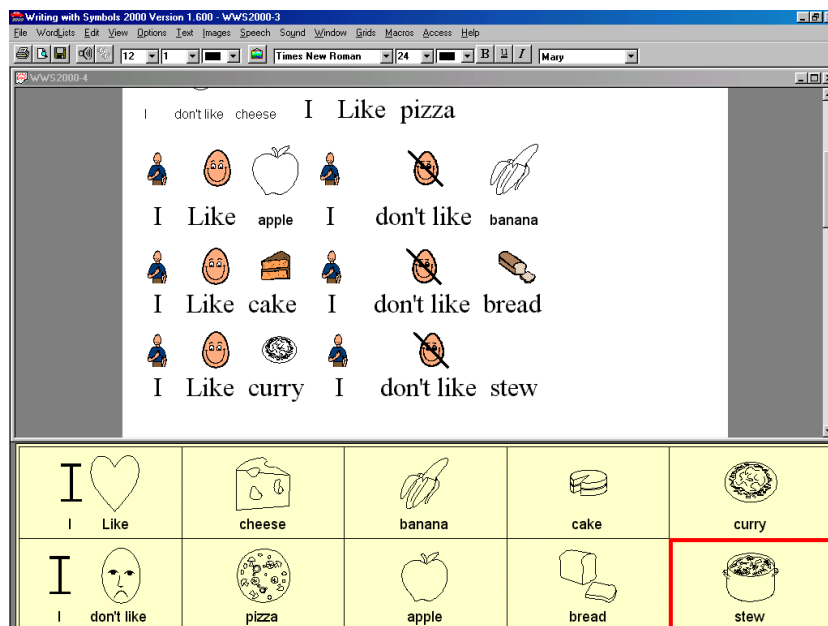 Writing with Symbols 2000 Version 1.600 - WWS2000-3
File WordLists Edit View Options Text Images Speech Sound Window Grids Macros Access Help
12 1 Times New Roman 24 B U I Mary
WWS2000-4
I don't like cheese I Like pizza
I Like apple I don't like banana
I Like cake I don't like bread
I Like curry I don't like stew
I
I Like cheese banana cake curry
I
I don't like pizza apple bread stew